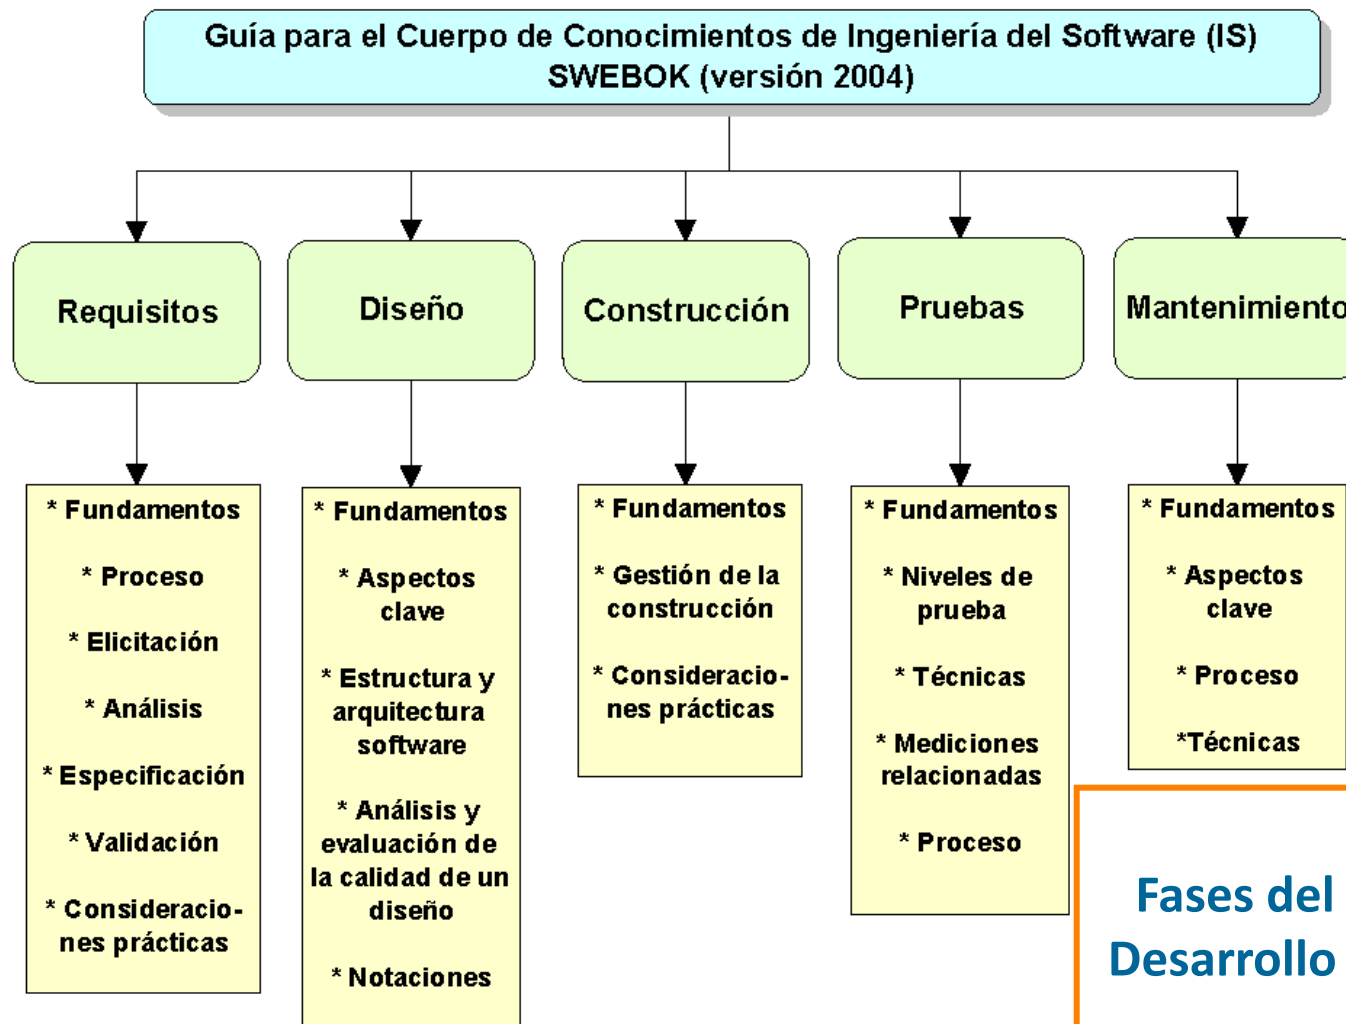 Guía para el Cuerpo de Conocimientos de Ingeniería del Software (IS)
SWEBOK (versión 2004)
Requisitos
Diseño
Construcción
Pruebas
Mantenimiento
* Fundamentos
* Proceso
* Elicitación
* Análisis
* Especificación
* Validación
* Consideracio-
nes prácticas
* Fundamentos
* Aspectos
clave
* Estructura y
arquitectura
software
* Análisis y
evaluación de
la calidad de un
diseño
* Notaciones
* Fundamentos
* Gestión de la
construcción
* Consideracio-
nes prácticas
* Fundamentos
* Niveles de
prueba
* Técnicas
* Mediciones
relacionadas
* Proceso
* Fundamentos
* Aspectos
clave
* Proceso
*Técnicas
Fases del
Desarrollo